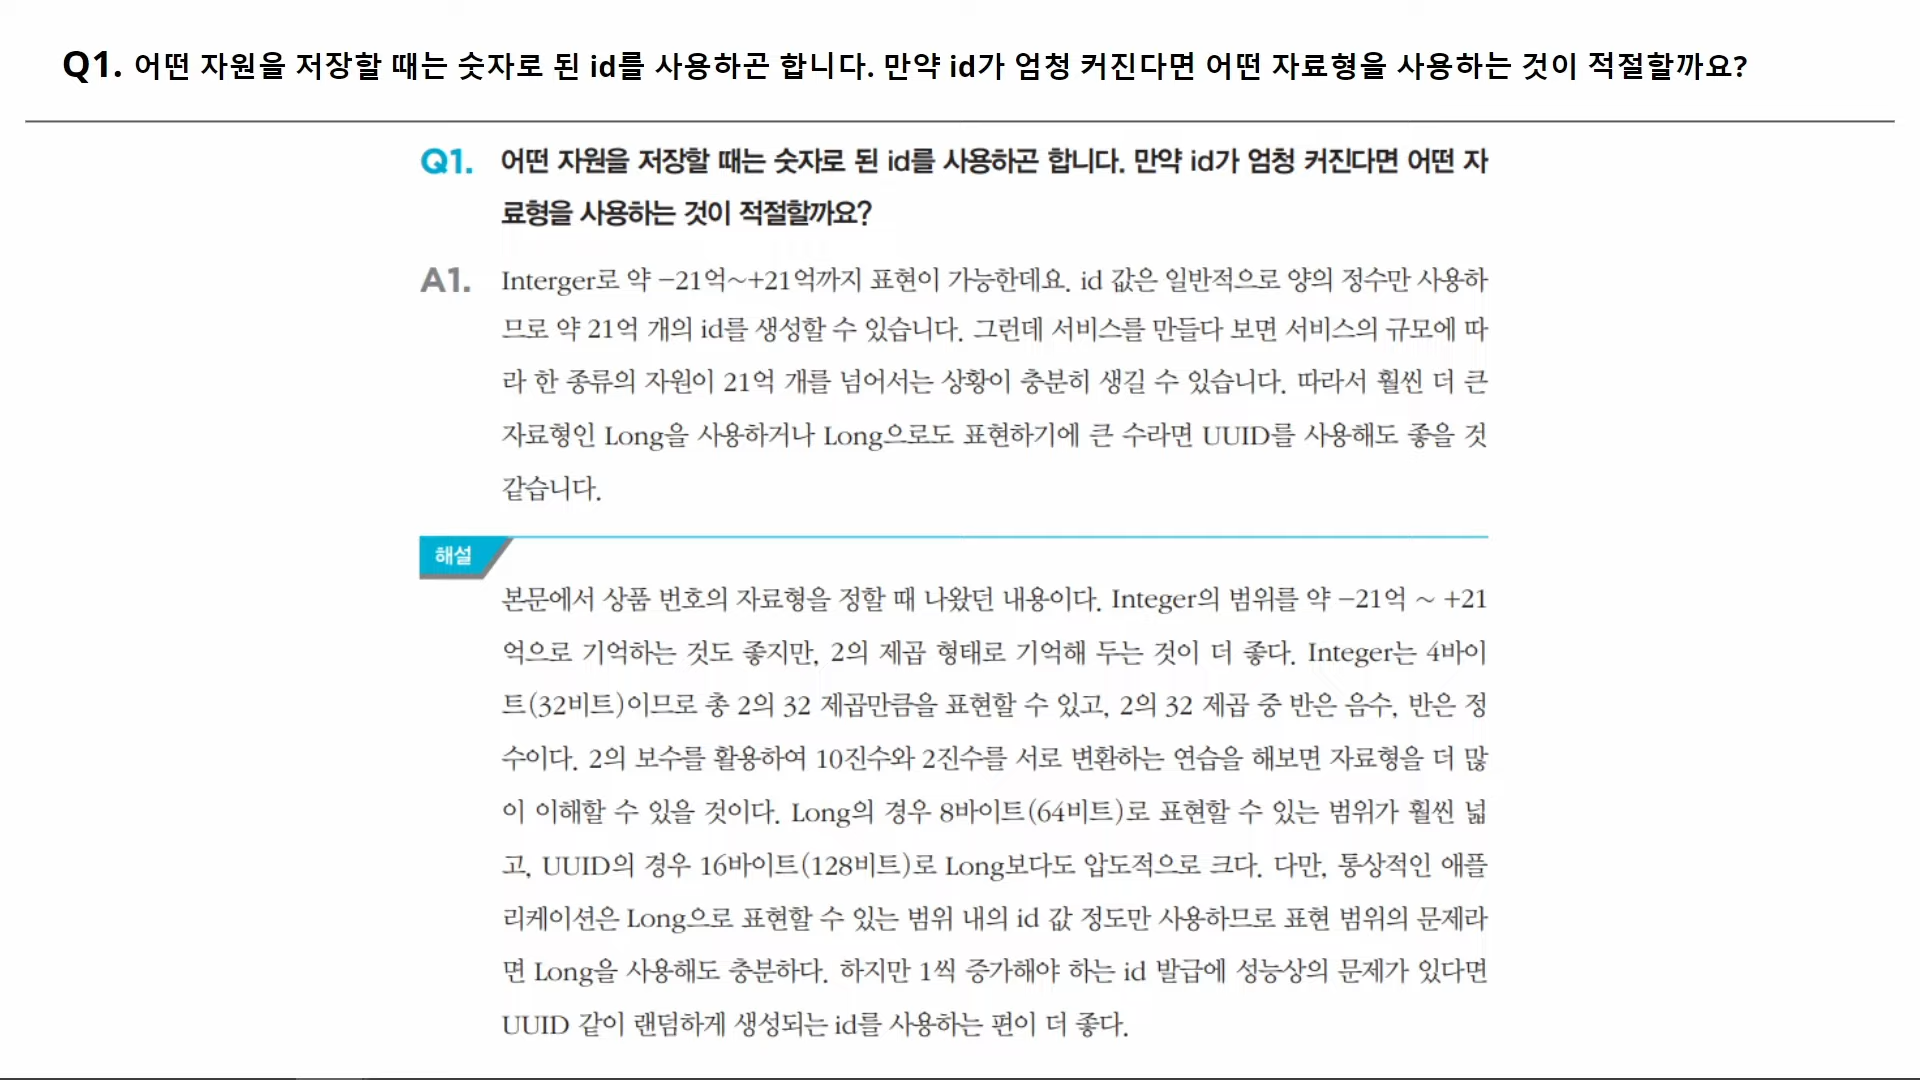 Q1. 어떤 자원을 저장할 때는 숫자로 된 id를 사용하곤 합니다. 만약 id가 엄청 커진다면 어떤 자료형을 사용하는 것이 적절할까요?
Q1. 어떤 자원을 저장할 때는 숫자로 된 id를 사용하곤 합니다. 만약 id가 엄청 커진다면 어떤 자
료형을 사용하는 것이 적절할까요?
A1. Interger로 약 −21억~+21억까지 표현이 가능한데요. id 값은 일반적으로 양의 정수만 사용하
므로 약 21억 개의 id를 생성할 수 있습니다. 그런데 서비스를 만들다 보면 서비스의 규모에 따
라 한 종류의 자원이 21억 개를 넘어서는 상황이 충분히 생길 수 있습니다. 따라서 훨씬 더 큰
자료형인 Long을 사용하거나 Long으로도 표현하기에 큰 수라면 UUID를 사용해도 좋을 것
같습니다.
해설
본문에서 상품 번호의 자료형을 정할 때 나왔던 내용이다. Integer의 범위를 약 −21억 ~ +21
억으로 기억하는 것도 좋지만, 2의 제곱 형태로 기억해 두는 것이 더 좋다. Integer는 4바이
트(32비트)이므로 총 2의 32 제곱만큼을 표현할 수 있고, 2의 32 제곱 중 반은 음수, 반은 정
수이다. 2의 보수를 활용하여 10진수와 2진수를 서로 변환하는 연습을 해보면 자료형을 더 많
이 이해할 수 있을 것이다. Long의 경우 8바이트(64비트)로 표현할 수 있는 범위가 훨씬 넓
고, UUID의 경우 16바이트(128비트)로 Long보다도 압도적으로 크다. 다만, 통상적인 애플
리케이션은 Long으로 표현할 수 있는 범위 내의 id 값 정도만 사용하므로 표현 범위의 문제라
면 Long을 사용해도 충분하다. 하지만 1씩 증가해야 하는 id 발급에 성능상의 문제가 있다면
UUID 같이 랜덤하게 생성되는 id를 사용하는 편이 더 좋다.